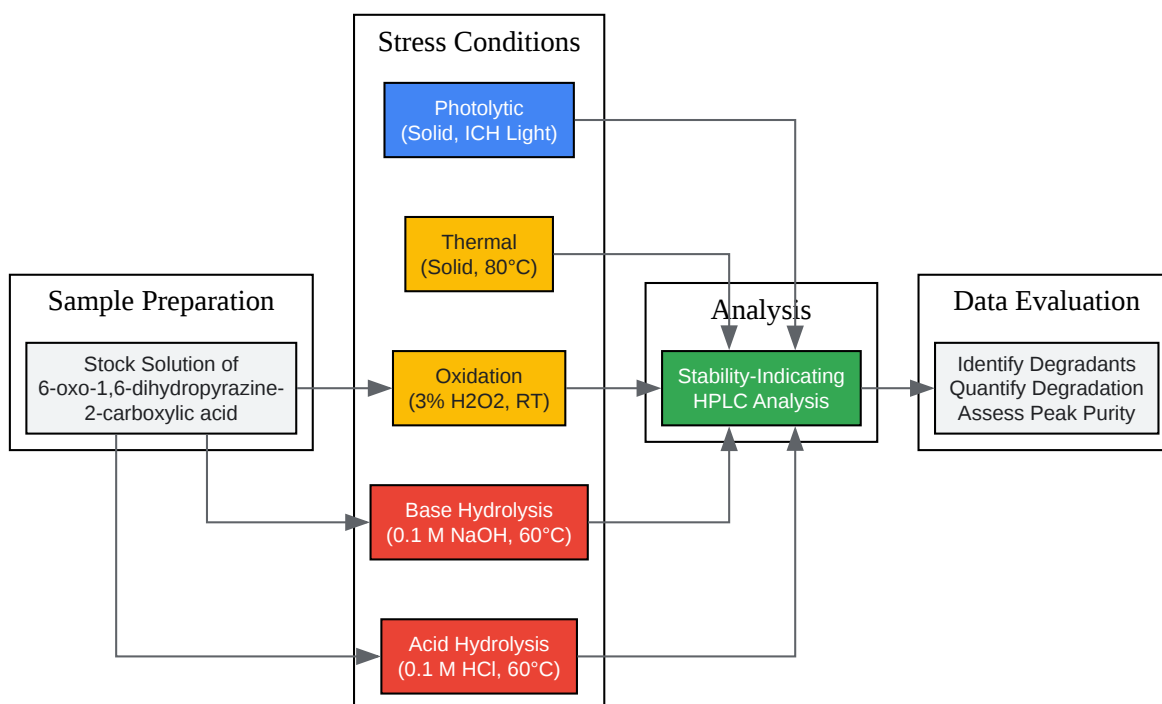 Stress Conditions
Photolytic
(Solid, ICH Light)
Thermal
(Solid, 80°C)
Sample Preparation
Stock Solution of
6-oxo-1,6-dihydropyrazine-
2-carboxylic acid
Oxidation
(3% H2O2, RT)
Base Hydrolysis
(0.1 M NaOH, 60°C)
Acid Hydrolysis
(0.1 M HCl, 60°C)
Analysis
Stability-Indicating
HPLC Analysis
Data Evaluation
Identify Degradants
Quantify Degradation
Assess Peak Purity